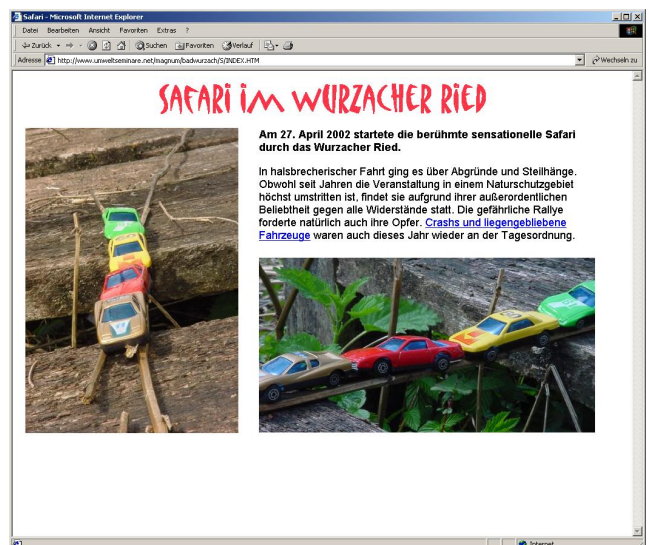 Safari - Microsoft Internet Explorer
Datei Bearbeiten Ansicht Favoriten Extras ?
Zurück Suchen Favoriten Verlauf
Adresse http://www.umweltseminare.net/magnum/badwurzach/5/INDEX.HTM Wechseln zu
SAFARI IM WURZACHER RIED
Am 27. April 2002 startete die berühmte sensationelle Safari
durch das Wurzacher Ried.
In halsbrecherischer Fahrt ging es über Abgründe und Steilhänge.
Obwohl seit Jahren die Veranstaltung in einem Naturschutzgebiet
höchst umstritten ist, findet sie aufgrund ihrer außerordentlichen
Beliebtheit gegen alle Widerstände statt. Die gefährliche Rallye
forderte natürlich auch ihre Opfer. Crashs und liegengebliebene
Fahrzeuge waren auch dieses Jahr wieder an der Tagesordnung.
Internet